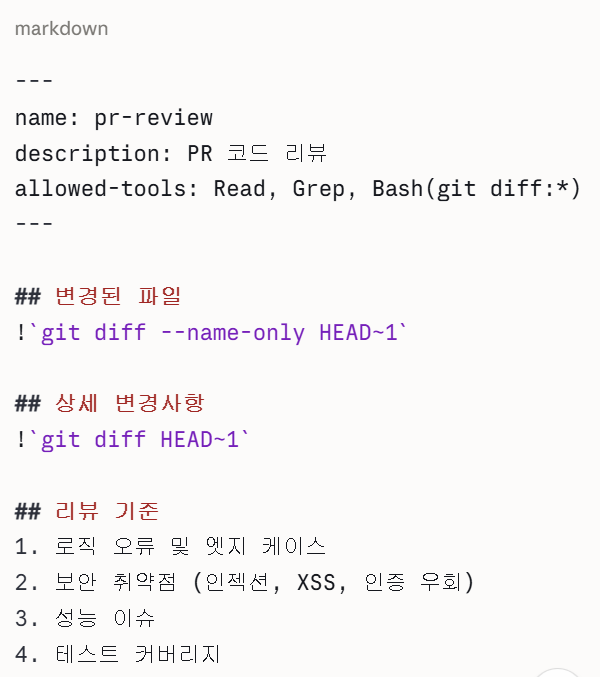 markdown
---
name: pr-review
description: PR 코드 리뷰
allowed-tools: Read, Grep, Bash(git diff:*)
---
## 변경된 파일
!`git diff --name-only HEAD~1`
## 상세 변경사항
!`git diff HEAD~1`
## 리뷰 기준
1. 로직 오류 및 엣지 케이스
2. 보안 취약점 (인젝션, XSS, 인증 우회)
3. 성능 이슈
4. 테스트 커버리지